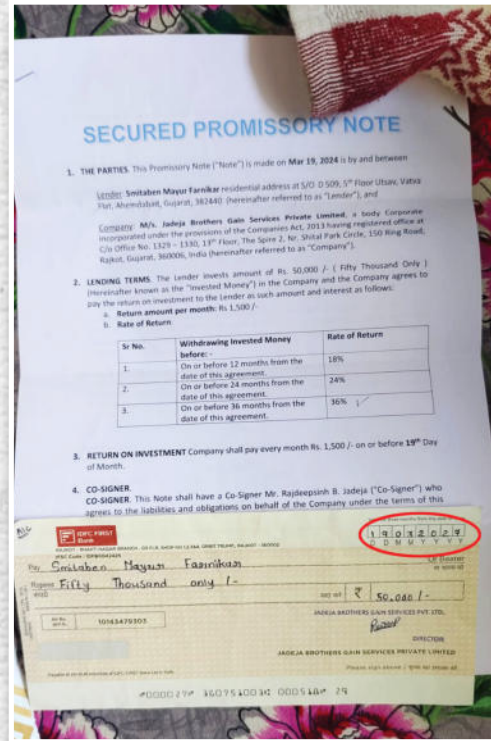 SECURED PROMISSORY NOTE
1. THE PARTIES. This Promissory Note ("Note") is made on Mar 19, 2024 is by and between
Lender: Smitaben Mayur Farnikar residential address at S/O. D 509, 5th Floor Utsav, Vatva
Flat, Ahemdabad, Gujarat, 382440 (hereinafter referred to as "Lender"), and
Company: M/s. Jadeja Brothers Gain Services Private Limited, a body Corporate
incorporated under the provisions of the Companies Act, 2013 having registered office at
C/o Office No. 1329 - 1330, 13th Floor, The Spire 2, Nr. Shital Park Circle, 150 Ring Road,
Rajkot, Gujarat, 360006, India (hereinafter referred to as "Company").
2. LENDING TERMS. The Lender invests amount of Rs. 50,000 /- ( Fifty Thousand Only )
(Hereinafter known as the "Invested Money") in the Company and the Company agrees to
pay the return on investment to the Lender as such amount and interest as follows:
a. Return amount per month: Rs 1,500 /-
b. Rate of Return
Sr No. Withdrawing Invested Money before: - Rate of Return
1. On or before 12 months from the date of this agreement. 18%
2. On or before 24 months from the date of this agreement. 24%
3. On or before 36 months from the date of this agreement. 36%
3. RETURN ON INVESTMENT Company shall pay every month Rs. 1,500 /- on or before 19th Day
of Month.
4. CO-SIGNER.
CO-SIGNER. This Note shall have a Co-Signer Mr. Rajdeepsinh B. Jadeja ("Co-Signer") who
agrees to the liabilities and obligations on behalf of the Company under the terms of this
IDFC FIRST
Bank
19032027
D D M M Y Y Y Y
Pay Smitaben Mayur Farnikar
Or Bearer
Rupees Fifty Thousand only /-
₹ 50,000 /-
JADEJA BROTHERS GAIN SERVICES PVT. LTD.
10143479303
DIRECTOR
JADEJA BROTHERS GAIN SERVICES PRIVATE LIMITED
Please sign above